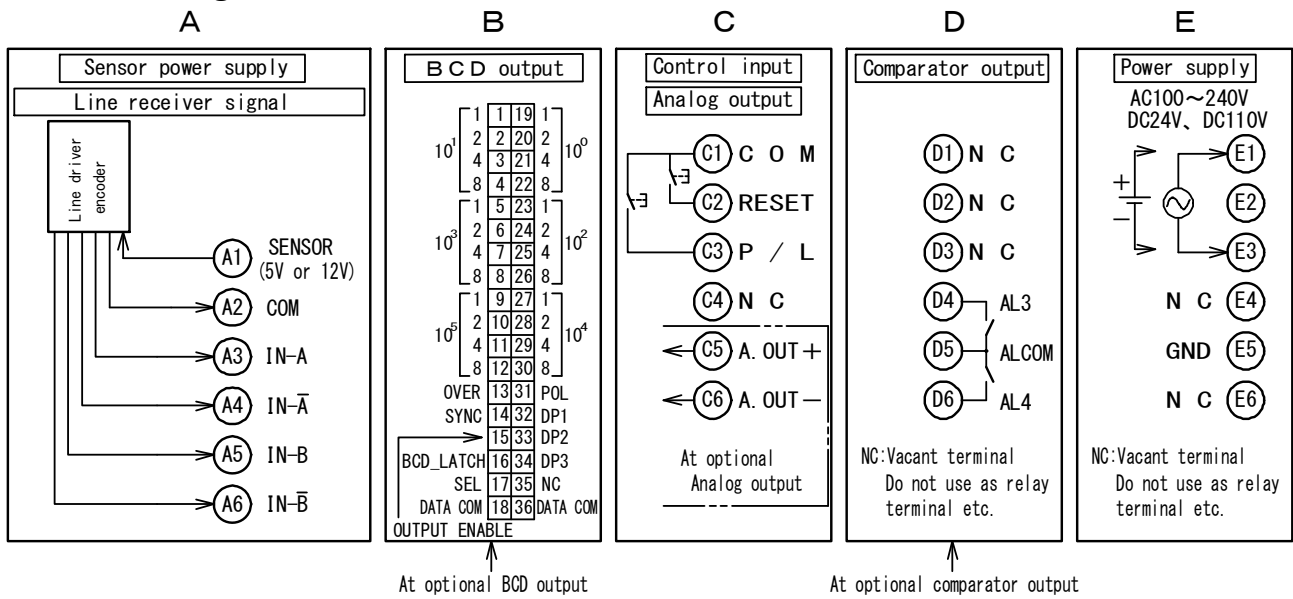 A
B
C
D
E
Sensor power supply
Line receiver signal
Line driver
encoder
A1 SENSOR
(5V or 12V)
A2 COM
A3 IN-A
A4 IN-A̅
A5 IN-B
A6 IN-B̅
BCD output
10¹ 1 1 19 1 10⁰
2 2 20 2
4 3 21 4
8 4 22 8
10³ 1 5 23 1 10²
2 6 24 2
4 7 25 4
8 8 26 8
10⁵ 1 9 27 1 10⁴
2 10 28 2
4 11 29 4
8 12 30 8
OVER 13 31 POL
SYNC 14 32 DP1
15 33 DP2
BCD_LATCH 16 34 DP3
SEL 17 35 NC
DATA COM 18 36 DATA COM
OUTPUT ENABLE
At optional BCD output
Control input
Analog output
C1 COM
C2 RESET
C3 P / L
C4 NC
C5 A.OUT+
C6 A.OUT-
At optional
Analog output
Comparator output
D1 NC
D2 NC
D3 NC
D4 AL3
D5 ALCOM
D6 AL4
NC:Vacant terminal
Do not use as relay
terminal etc.
At optional comparator output
Power supply
AC100～240V
DC24V、DC110V
+
-
E1
E2
E3
NC E4
GND E5
NC E6
NC:Vacant terminal
Do not use as relay
terminal etc.